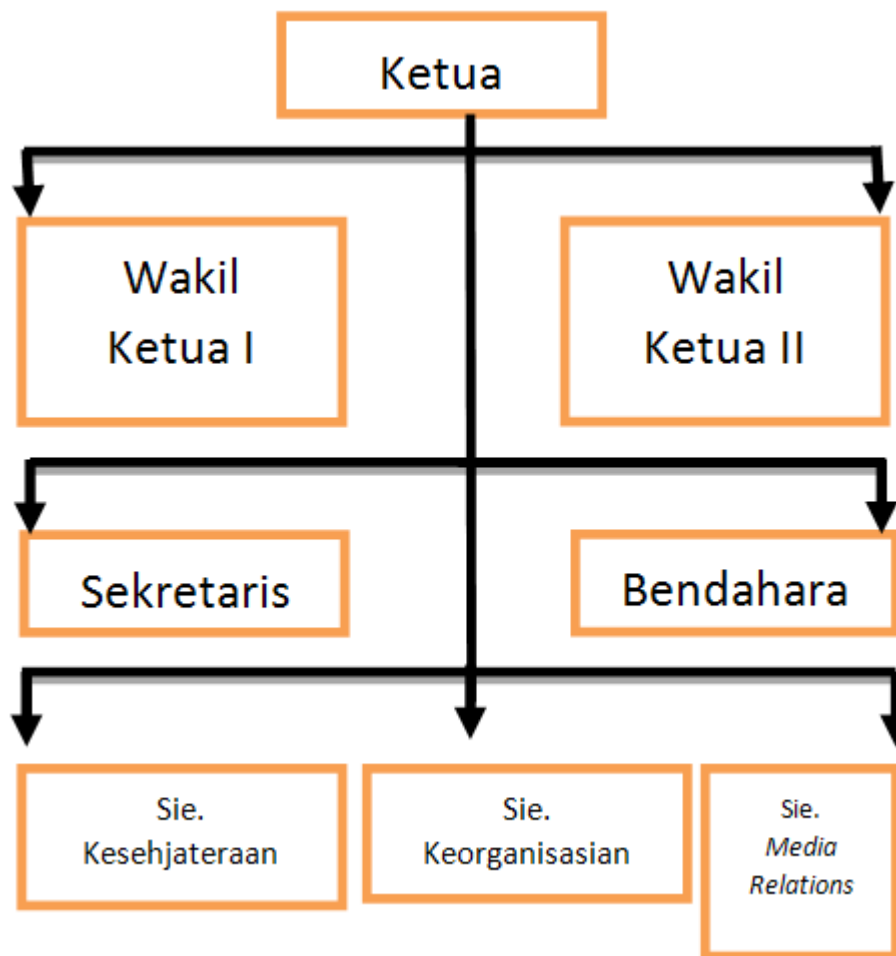 Ketua
Wakil
Ketua I
Wakil
Ketua II
Sekretaris
Bendahara
Sie.
Kesehjateraan
Sie.
Keorganisasian
Sie.
Media
Relations